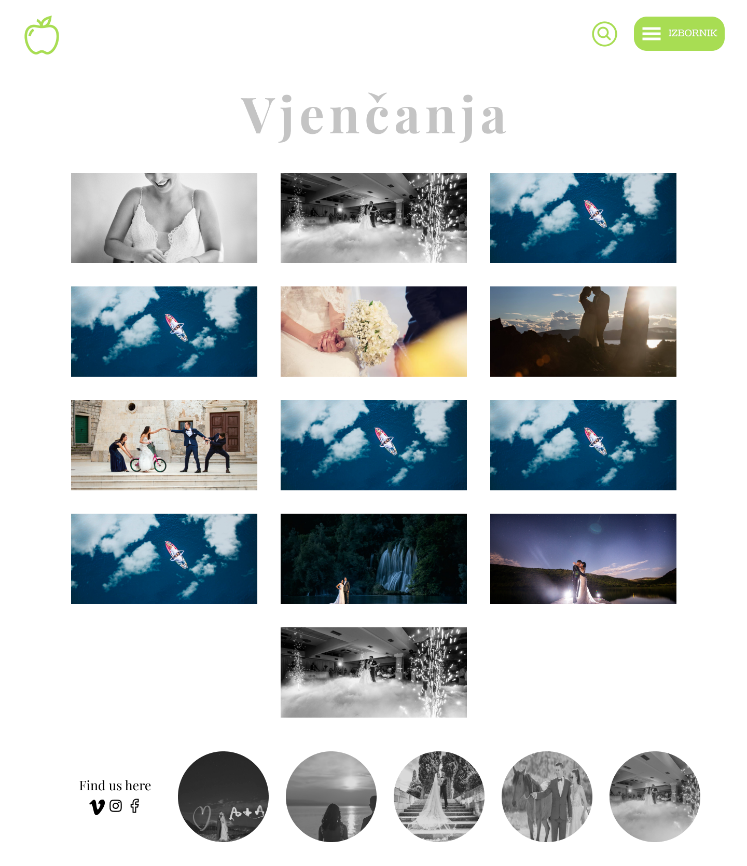 IZBORNIK
Vjenčanja
Find us here
A+A